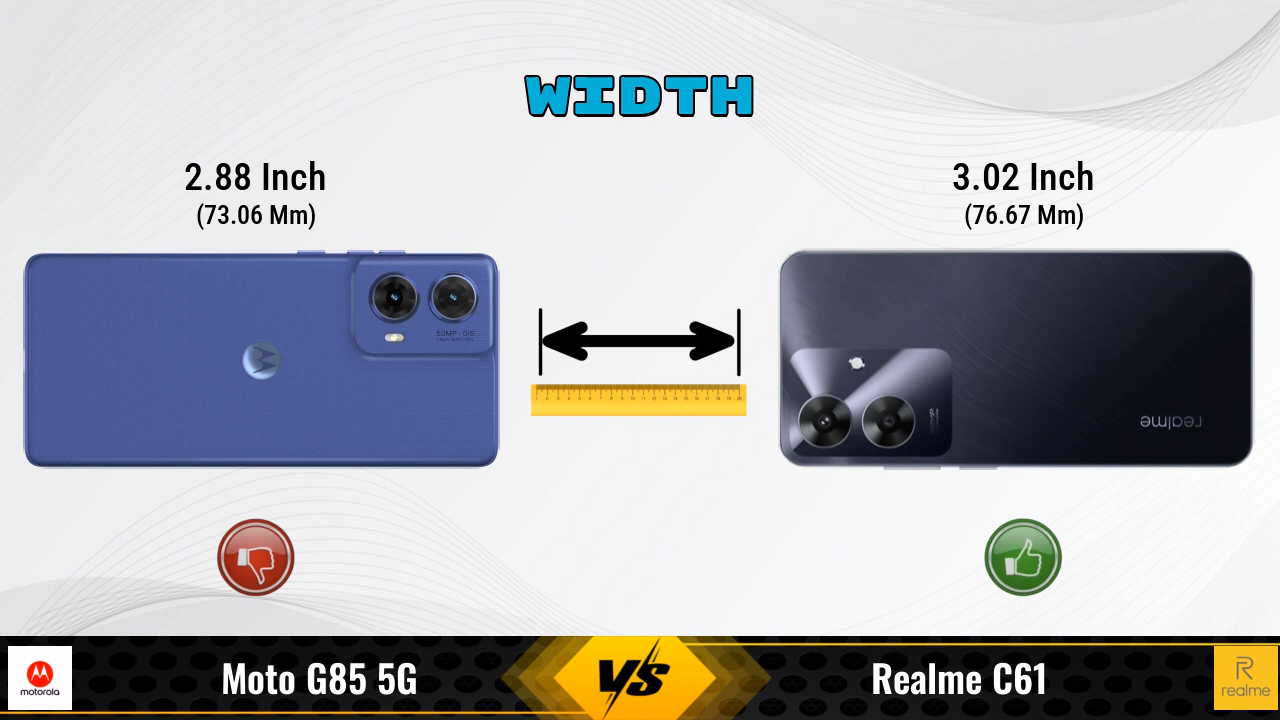 WIDTH
2.88 Inch
(73.06 Mm)
3.02 Inch
(76.67 Mm)
50MP - OIS
realme
motorola
Moto G85 5G
VS
Realme C61
realme